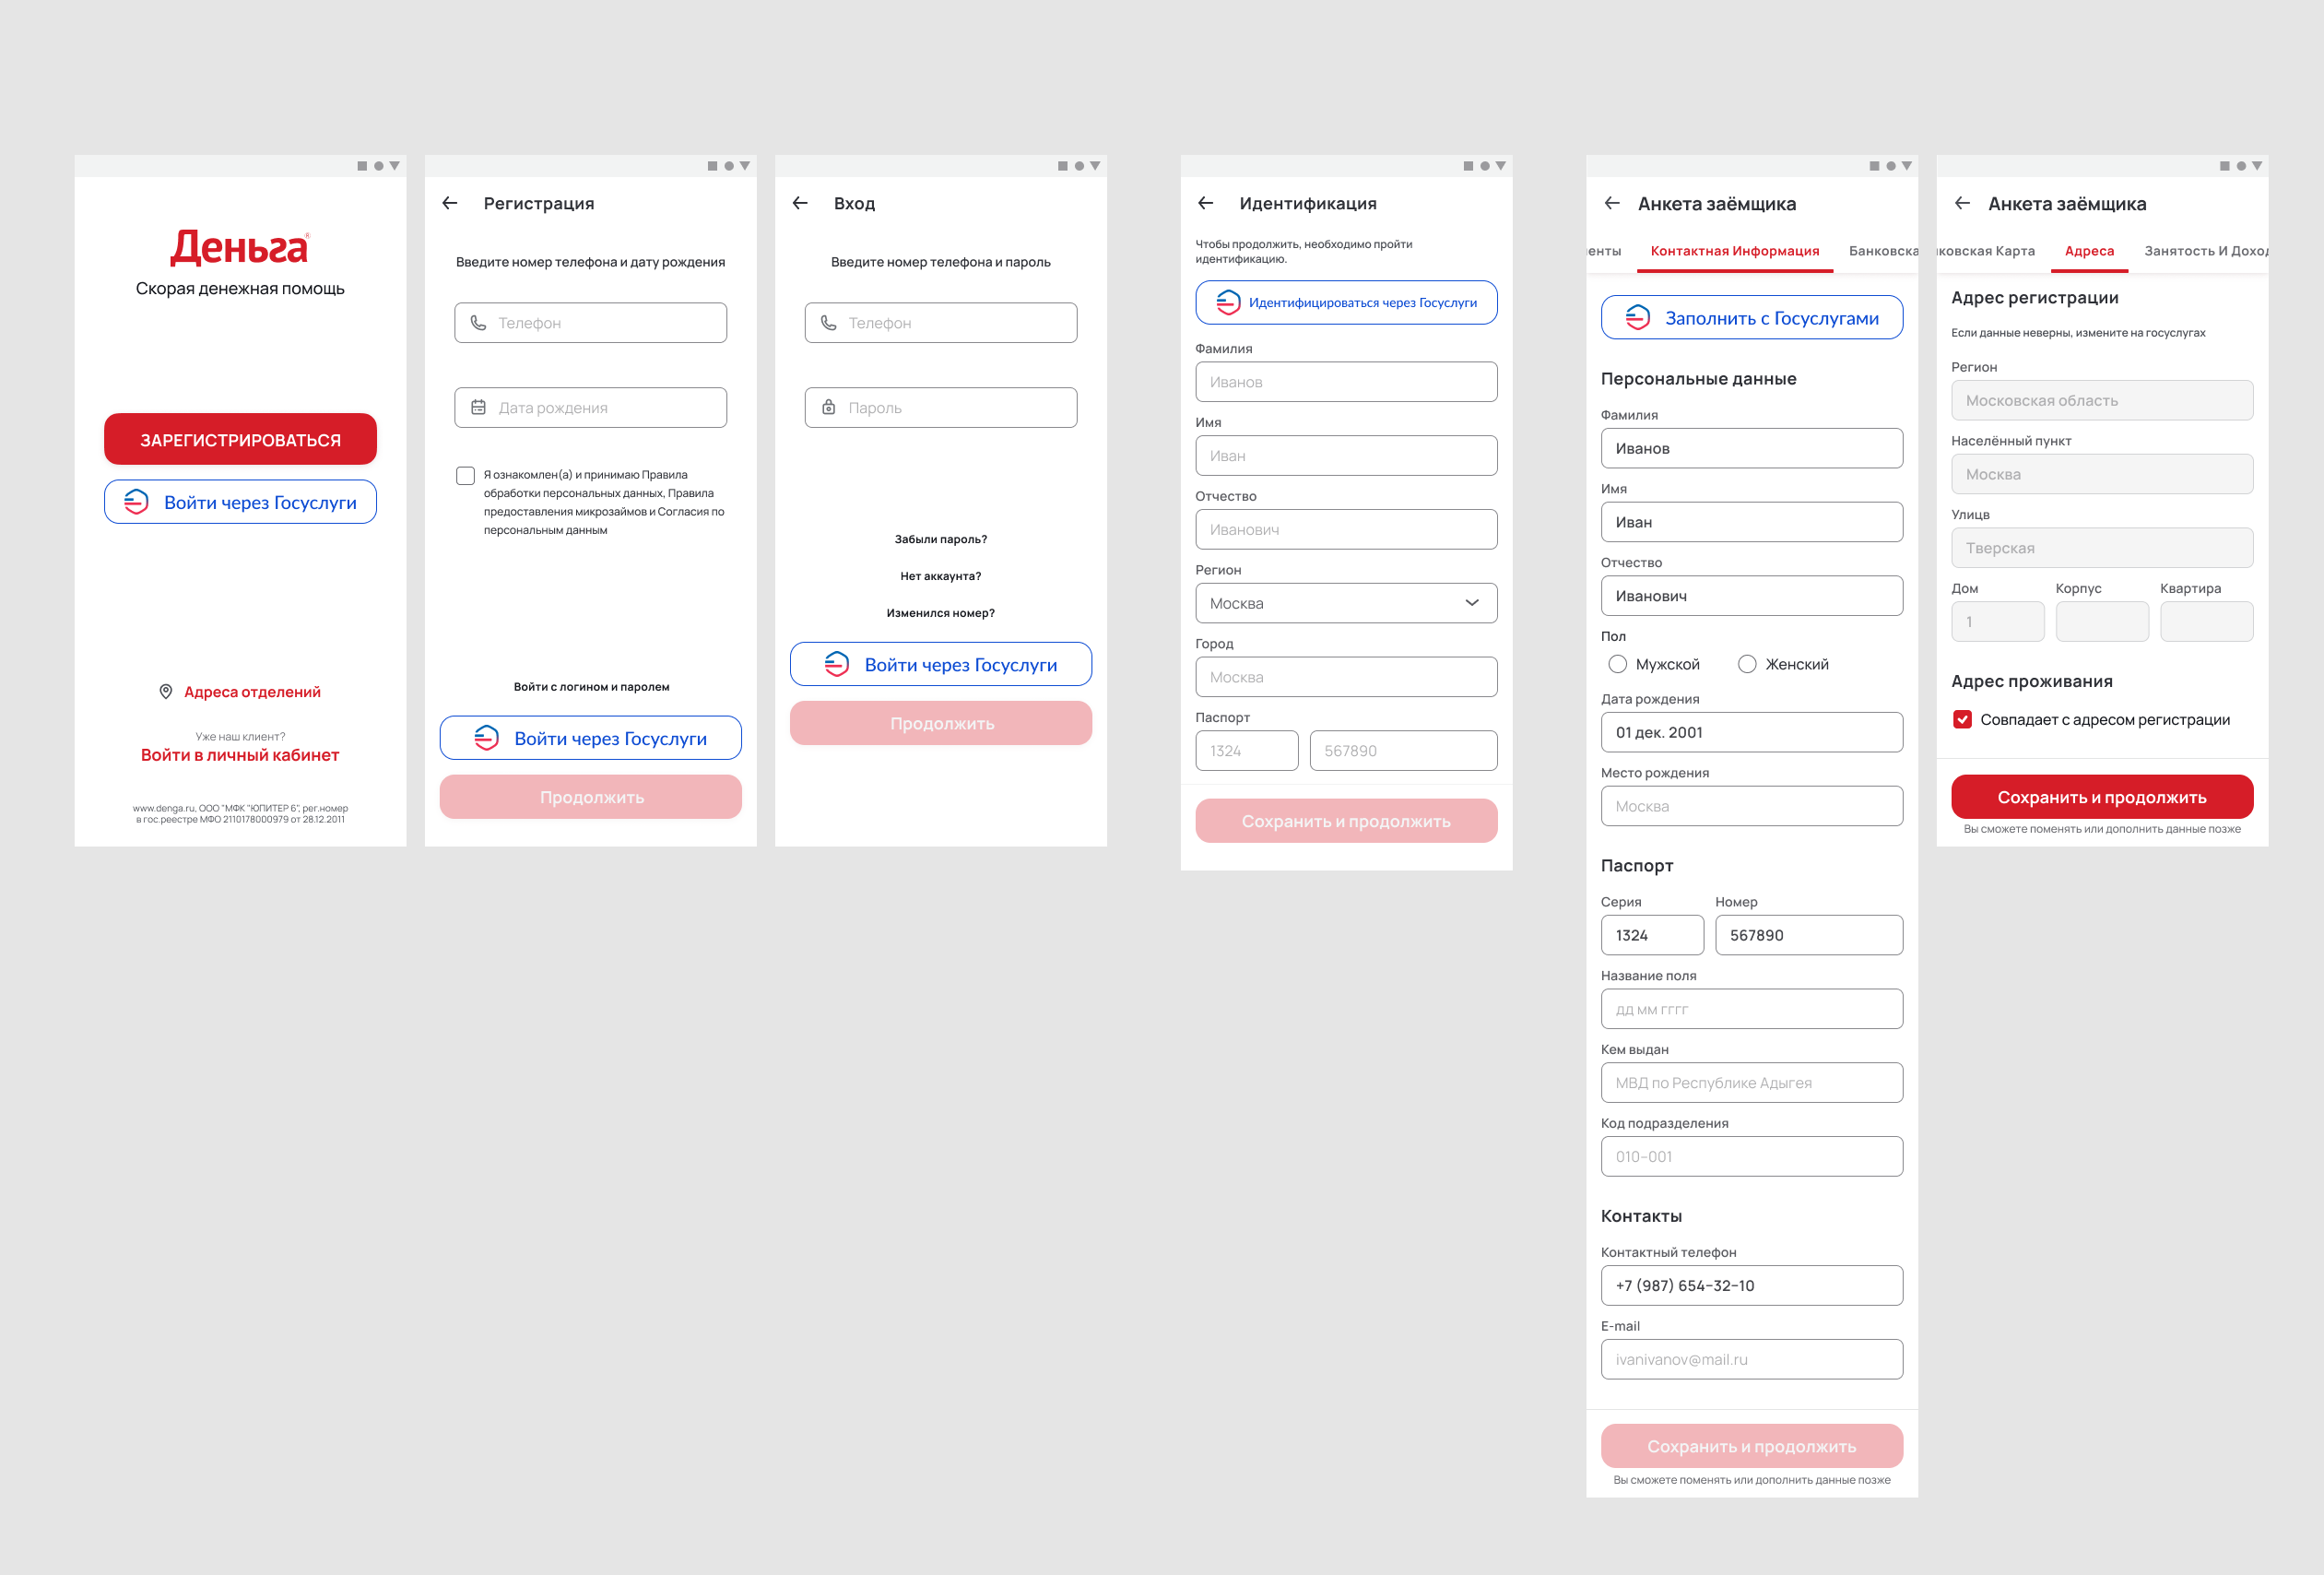 Деньга®
Скорая денежная помощь
ЗАРЕГИСТРИРОВАТЬСЯ
Войти через Госуслуги
Адреса отделений
Уже наш клиент?
Войти в личный кабинет
www.denga.ru, ООО "МФК "ЮПИТЕР 6", рег.номер
в гос.реестре МФО 2110178000979 от 28.12.2011
Регистрация
Введите номер телефона и дату рождения
Телефон
Дата рождения
Я ознакомлен(а) и принимаю Правила
обработки персональных данных, Правила
предоставления микрозаймов и Согласия по
персональным данным
Войти с логином и паролем
Войти через Госуслуги
Продолжить
Вход
Введите номер телефона и пароль
Телефон
Пароль
Забыли пароль?
Нет аккаунта?
Изменился номер?
Войти через Госуслуги
Продолжить
Идентификация
Чтобы продолжить, необходимо пройти
идентификацию.
Идентифицироваться через Госуслуги
Фамилия
Иванов
Имя
Иван
Отчество
Иванович
Регион
Москва
Город
Москва
Паспорт
1324 567890
Сохранить и продолжить
Анкета заёмщика
енты Контактная Информация Банковска
Заполнить с Госуслугами
Персональные данные
Фамилия
Иванов
Имя
Иван
Отчество
Иванович
Пол
Мужской Женский
Дата рождения
01 дек. 2001
Место рождения
Москва
Паспорт
Серия Номер
1324 567890
Название поля
дд мм гггг
Кем выдан
МВД по Республике Адыгея
Код подразделения
010-001
Контакты
Контактный телефон
+7 (987) 654-32-10
E-mail
ivanivanov@mail.ru
Сохранить и продолжить
Вы сможете поменять или дополнить данные позже
Анкета заёмщика
ковская Карта Адреса Занятость И Доход
Адрес регистрации
Если данные неверны, измените на госуслугах
Регион
Московская область
Населённый пункт
Москва
Улицв
Тверская
Дом Корпус Квартира
1
Адрес проживания
Совпадает с адресом регистрации
Сохранить и продолжить
Вы сможете поменять или дополнить данные позже